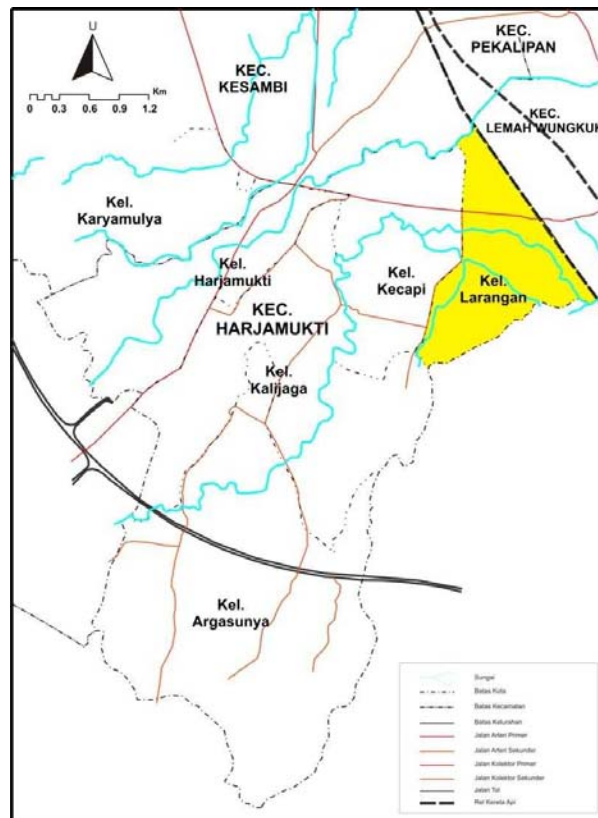 U
Km
0 0.3 0.6 0.9 1.2
KEC.
KESAMBI
KEC.
PEKALIPAN
KEC.
LEMAH WUNGKUK
Kel.
Karyamulya
Kel.
Harjamukti
Kel.
Kecapi
Kel.
Larangan
KEC.
HARJAMUKTI
Kel.
Kalijaga
Kel.
Argasunya
Sungai
Batas Kota
Batas Kecamatan
Batas Kelurahan
Jalan Arteri Primer
Jalan Arteri Sekunder
Jalan Kolektor Primer
Jalan Kolektor Sekunder
Jalan Tol
Rel Kereta Api